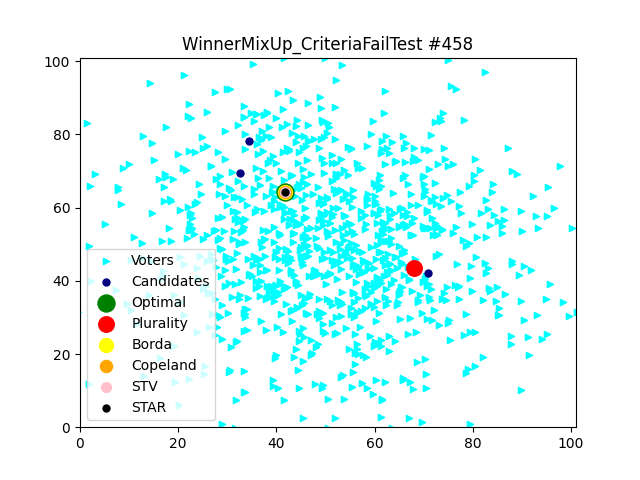 WinnerMixUp_CriteriaFailTest #458
100
80
60
40
20
0
Voters
Candidates
Optimal
Plurality
Borda
Copeland
STV
STAR
0 20 40 60 80 100